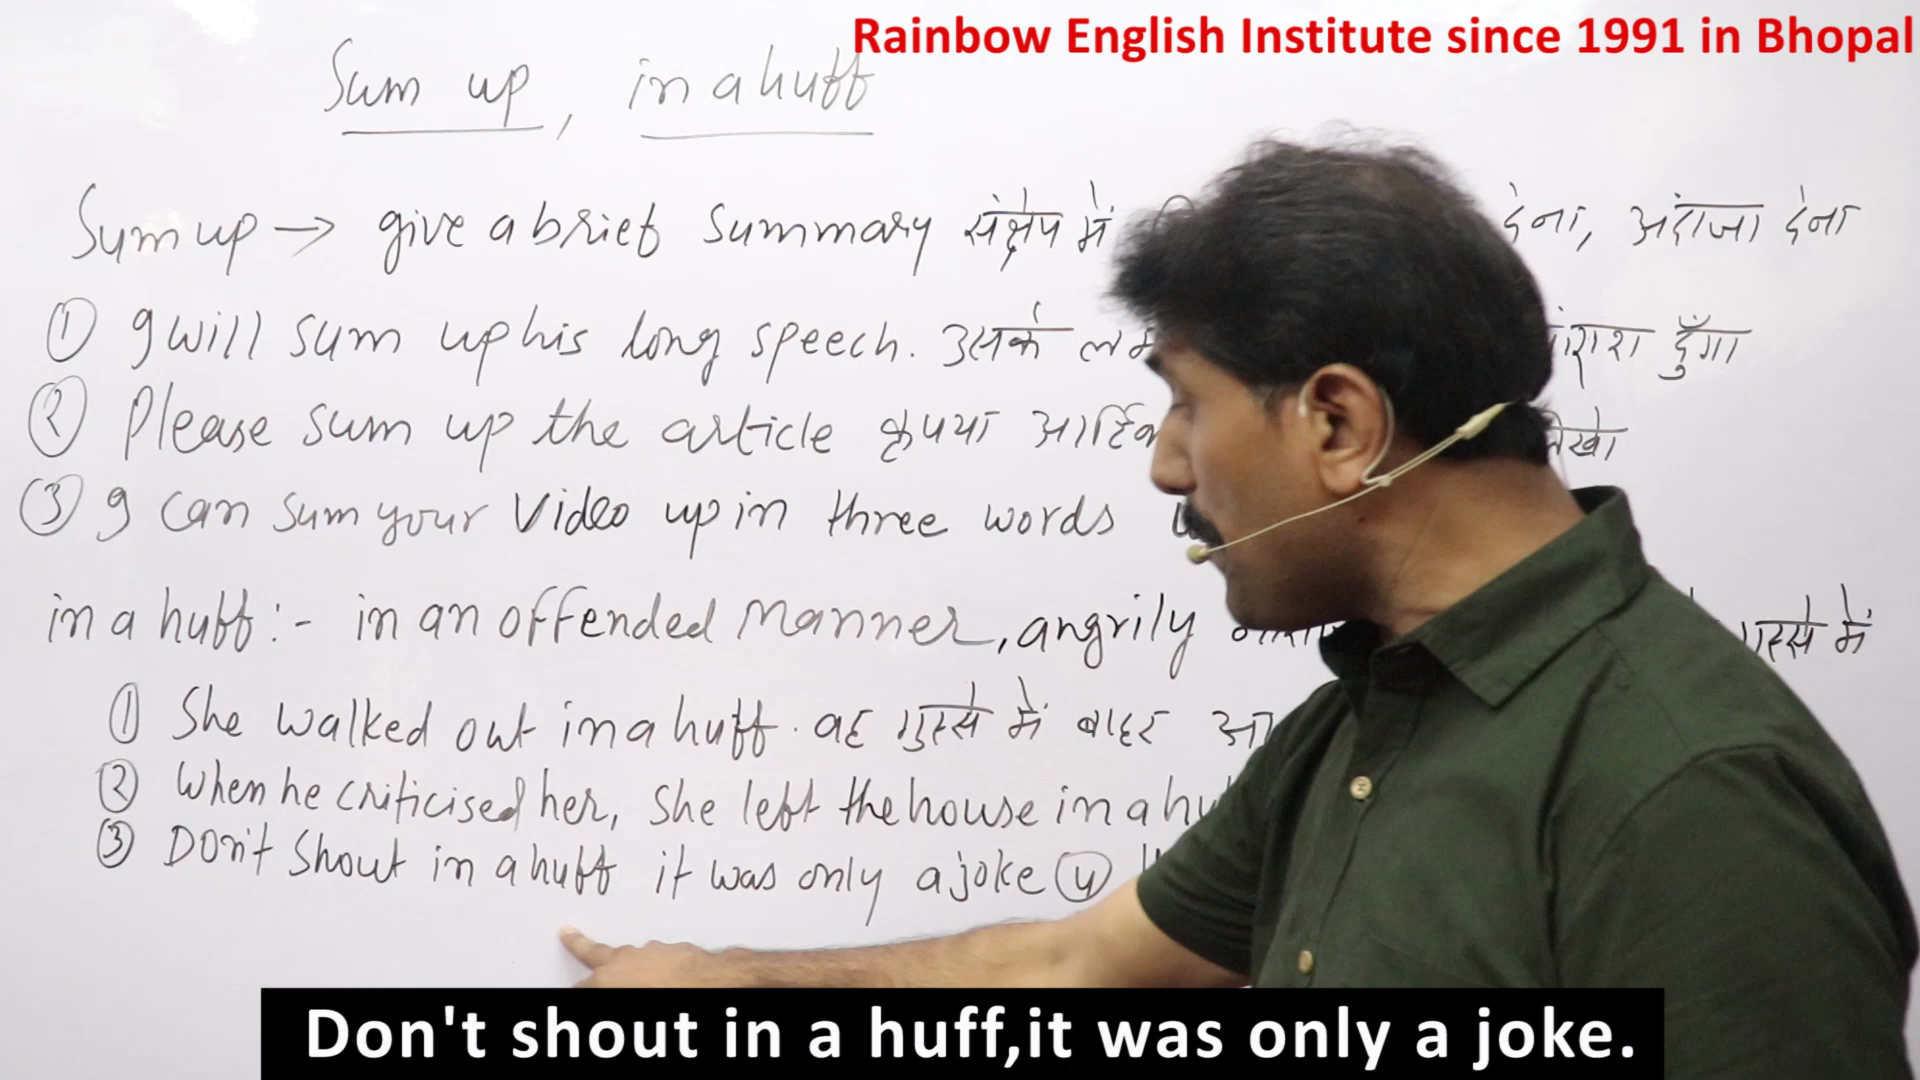 Rainbow English Institute since 1991 in Bhopal
Sum up, in a huff
Sum up → give a brief summary संक्षेप में देना, अंदाजा देना
① I will sum up his long speech. उसके दुँगा
② Please sum up the article कृपया
③ I can sum your video up in three words
in a huff :- in an offended manner, angrily गुस्से में
① She walked out in a huff. वह गुस्से में बाहर
② When he criticised her, She left the house in a
③ Don't Shout in a huff it was only a joke ④
Don't shout in a huff,it was only a joke.